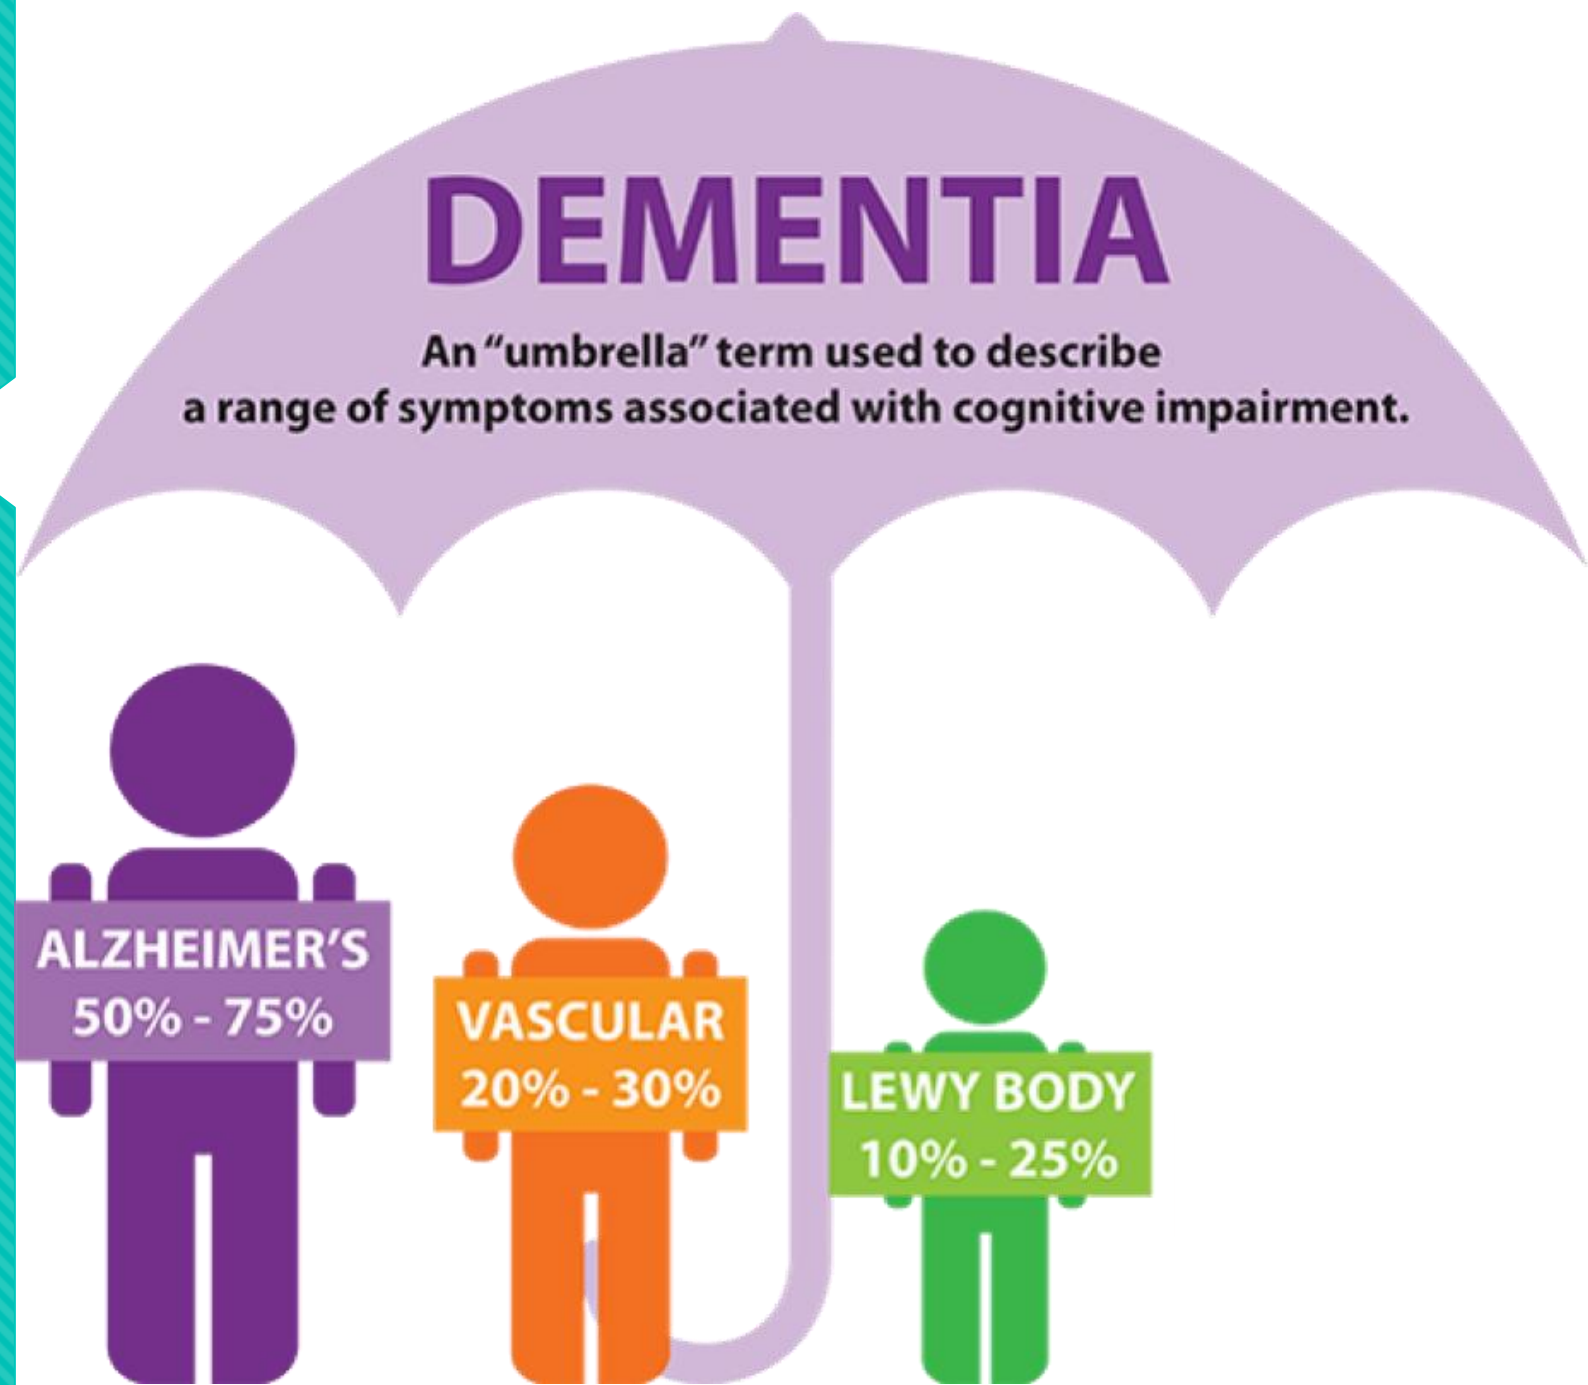 DEMENTIA
An “umbrella” term used to describe
a range of symptoms associated with cognitive impairment.
ALZHEIMER’S
50% - 75%
VASCULAR
20% - 30%
LEWY BODY
10% - 25%